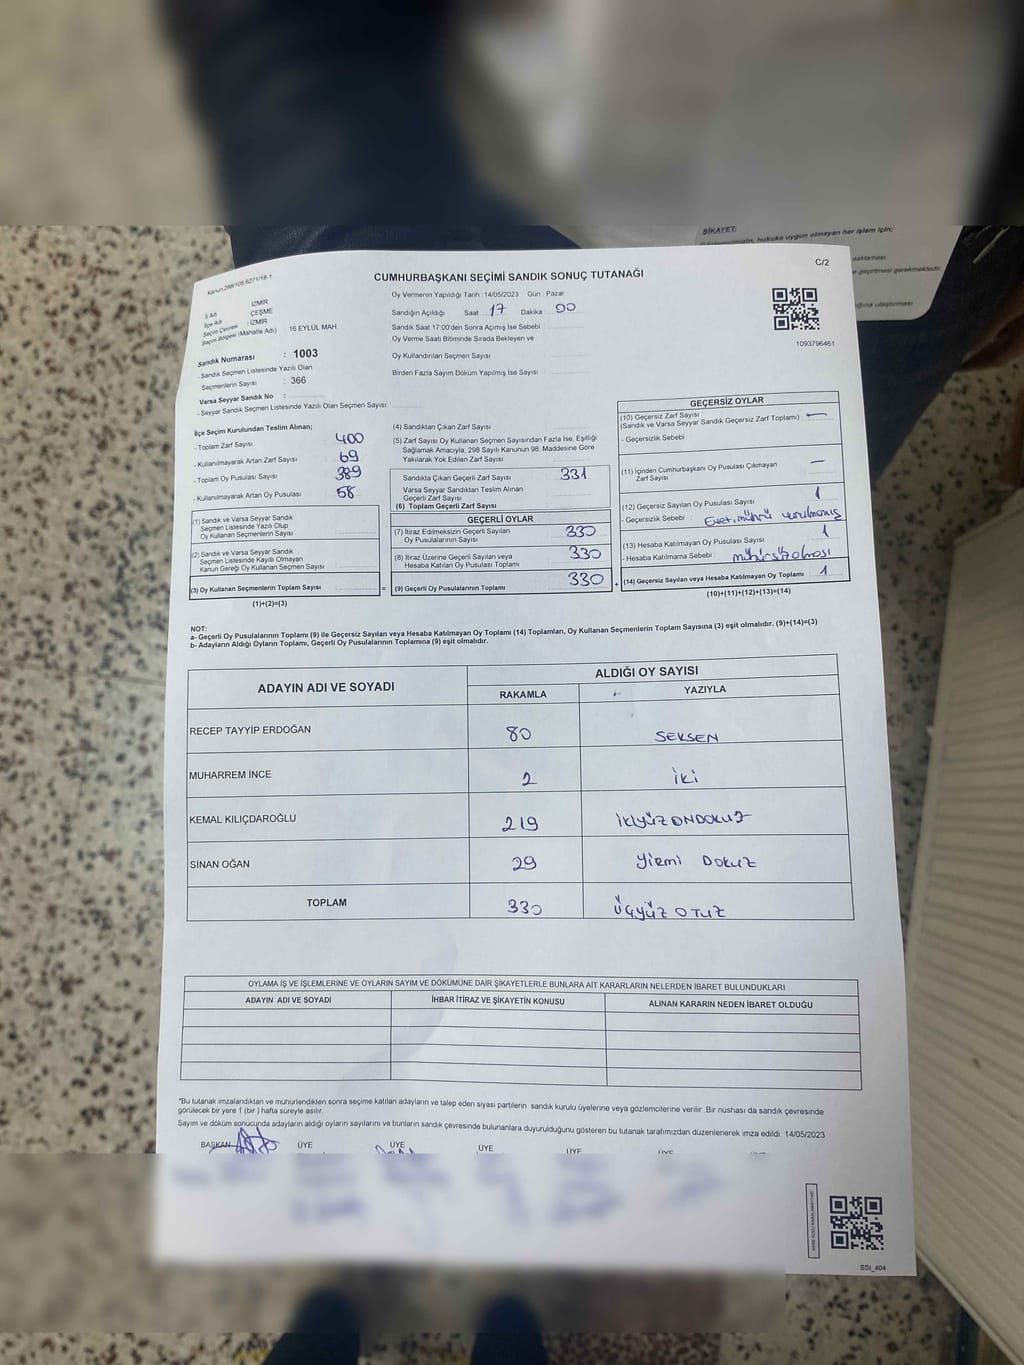 ŞİKAYET:
hukuka uygun olmayan her işlem için;
geçirilmesi gerekmektedir.
Kanun:298/105,6271/18-1
C/2
CUMHURBAŞKANI SEÇİMİ SANDIK SONUÇ TUTANAĞI
İl Adı : İZMİR
İlçe Adı : ÇEŞME
Seçim Çevresi : İZMİR
Seçim Bölgesi (Mahalle Adı) 16 EYLÜL MAH.
Sandık Numarası : 1003
- Sandık Seçmen Listesinde Yazılı Olan
Seçmenlerin Sayısı : 366
Varsa Seyyar Sandık No :
- Seyyar Sandık Seçmen Listesinde Yazılı Olan Seçmen Sayısı:
Oy Vermenin Yapıldığı Tarih : 14/05/2023 Gün : Pazar
Sandığın Açıldığı Saat 17 Dakika 00
Sandık Saat 17:00'den Sonra Açılmış İse Sebebi
Oy Verme Saati Bitiminde Sırada Bekleyen ve
Oy Kullandırılan Seçmen Sayısı
Birden Fazla Sayım Döküm Yapılmış İse Sayısı
1093796461
İlçe Seçim Kurulundan Teslim Alınan;
- Toplam Zarf Sayısı 400
- Kullanılmayarak Artan Zarf Sayısı 69
- Toplam Oy Pusulası Sayısı 389
- Kullanılmayarak Artan Oy Pusulası 58
(1) Sandık ve Varsa Seyyar Sandık
Seçmen Listesinde Yazılı Olup
Oy Kullanan Seçmenlerin Sayısı
(2) Sandık ve Varsa Seyyar Sandık
Seçmen Listesinde Kayıtlı Olmayan
Kanun Gereği Oy Kullanan Seçmen Sayısı
(3) Oy Kullanan Seçmenlerin Toplam Sayısı =
(1)+(2)=(3)
(4) Sandıktan Çıkan Zarf Sayısı
(5) Zarf Sayısı Oy Kullanan Seçmen Sayısından Fazla İse, Eşitliği
Sağlamak Amacıyla, 298 Sayılı Kanunun 98. Maddesine Göre
Yakılarak Yok Edilen Zarf Sayısı
Sandıkta Çıkan Geçerli Zarf Sayısı 331
Varsa Seyyar Sandıktan Teslim Alınan
Geçerli Zarf Sayısı
(6) Toplam Geçerli Zarf Sayısı
GEÇERLİ OYLAR
(7) İtiraz Edilmeksizin Geçerli Sayılan
Oy Pusulalarının Sayısı 330
(8) İtiraz Üzerine Geçerli Sayılan veya
Hesaba Katılan Oy Pusulası Toplamı 330
(9) Geçerli Oy Pusulalarının Toplamı 330 +
GEÇERSİZ OYLAR
(10) Geçersiz Zarf Sayısı
(Sandık ve Varsa Seyyar Sandık Geçersiz Zarf Toplamı) : —
- Geçersizlik Sebebi
(11) İçinden Cumhurbaşkanı Oy Pusulası Çıkmayan
Zarf Sayısı —
(12) Geçersiz Sayılan Oy Pusulası Sayısı 1
- Geçersizlik Sebebi : Evet mührü vurulmamış
(13) Hesaba Katılmayan Oy Pusulası Sayısı 1
- Hesaba Katılmama Sebebi : mühürsüz olması
(14) Geçersiz Sayılan veya Hesaba Katılmayan Oy Toplamı 1
(10)+(11)+(12)+(13)=(14)
NOT:
a- Geçerli Oy Pusulalarının Toplamı (9) ile Geçersiz Sayılan veya Hesaba Katılmayan Oy Toplamı (14) Toplamları, Oy Kullanan Seçmenlerin Toplam Sayısına (3) eşit olmalıdır. (9)+(14)=(3)
b- Adayların Aldığı Oyların Toplamı, Geçerli Oy Pusulalarının Toplamına (9) eşit olmalıdır.
ADAYIN ADI VE SOYADI ALDIĞI OY SAYISI
RAKAMLA YAZIYLA
RECEP TAYYİP ERDOĞAN 80 SEKSEN
MUHARREM İNCE 2 İKİ
KEMAL KILIÇDAROĞLU 219 İKİYÜZ ONDOKUZ
SİNAN OĞAN 29 YİRMİ DOKUZ
TOPLAM 330 ÜÇYÜZ OTUZ
OYLAMA İŞ VE İŞLEMLERİNE VE OYLARIN SAYIM VE DÖKÜMÜNE DAİR ŞİKAYETLERLE BUNLARA AİT KARARLARIN NELERDEN İBARET BULUNDUKLARI
ADAYIN ADI VE SOYADI İHBAR İTİRAZ VE ŞİKAYETİN KONUSU ALINAN KARARIN NEDEN İBARET OLDUĞU
*Bu tutanak imzalandıktan ve mühürlendikten sonra seçime katılan adayların ve talep eden siyasi partilerin sandık kurulu üyelerine veya gözlemcilerine verilir. Bir nüshası da sandık çevresinde
görülecek bir yere 1 (bir) hafta süreyle asılır.
Sayım ve döküm sonucunda adayların aldığı oyların sayılarını ve bunların sandık çevresinde bulunanlara duyurulduğunu gösteren bu tutanak tarafımızdan düzenlenerek imza edildi. 14/05/2023
BAŞKAN ÜYE ÜYE ÜYE ÜYE ÜYE
SSI_404